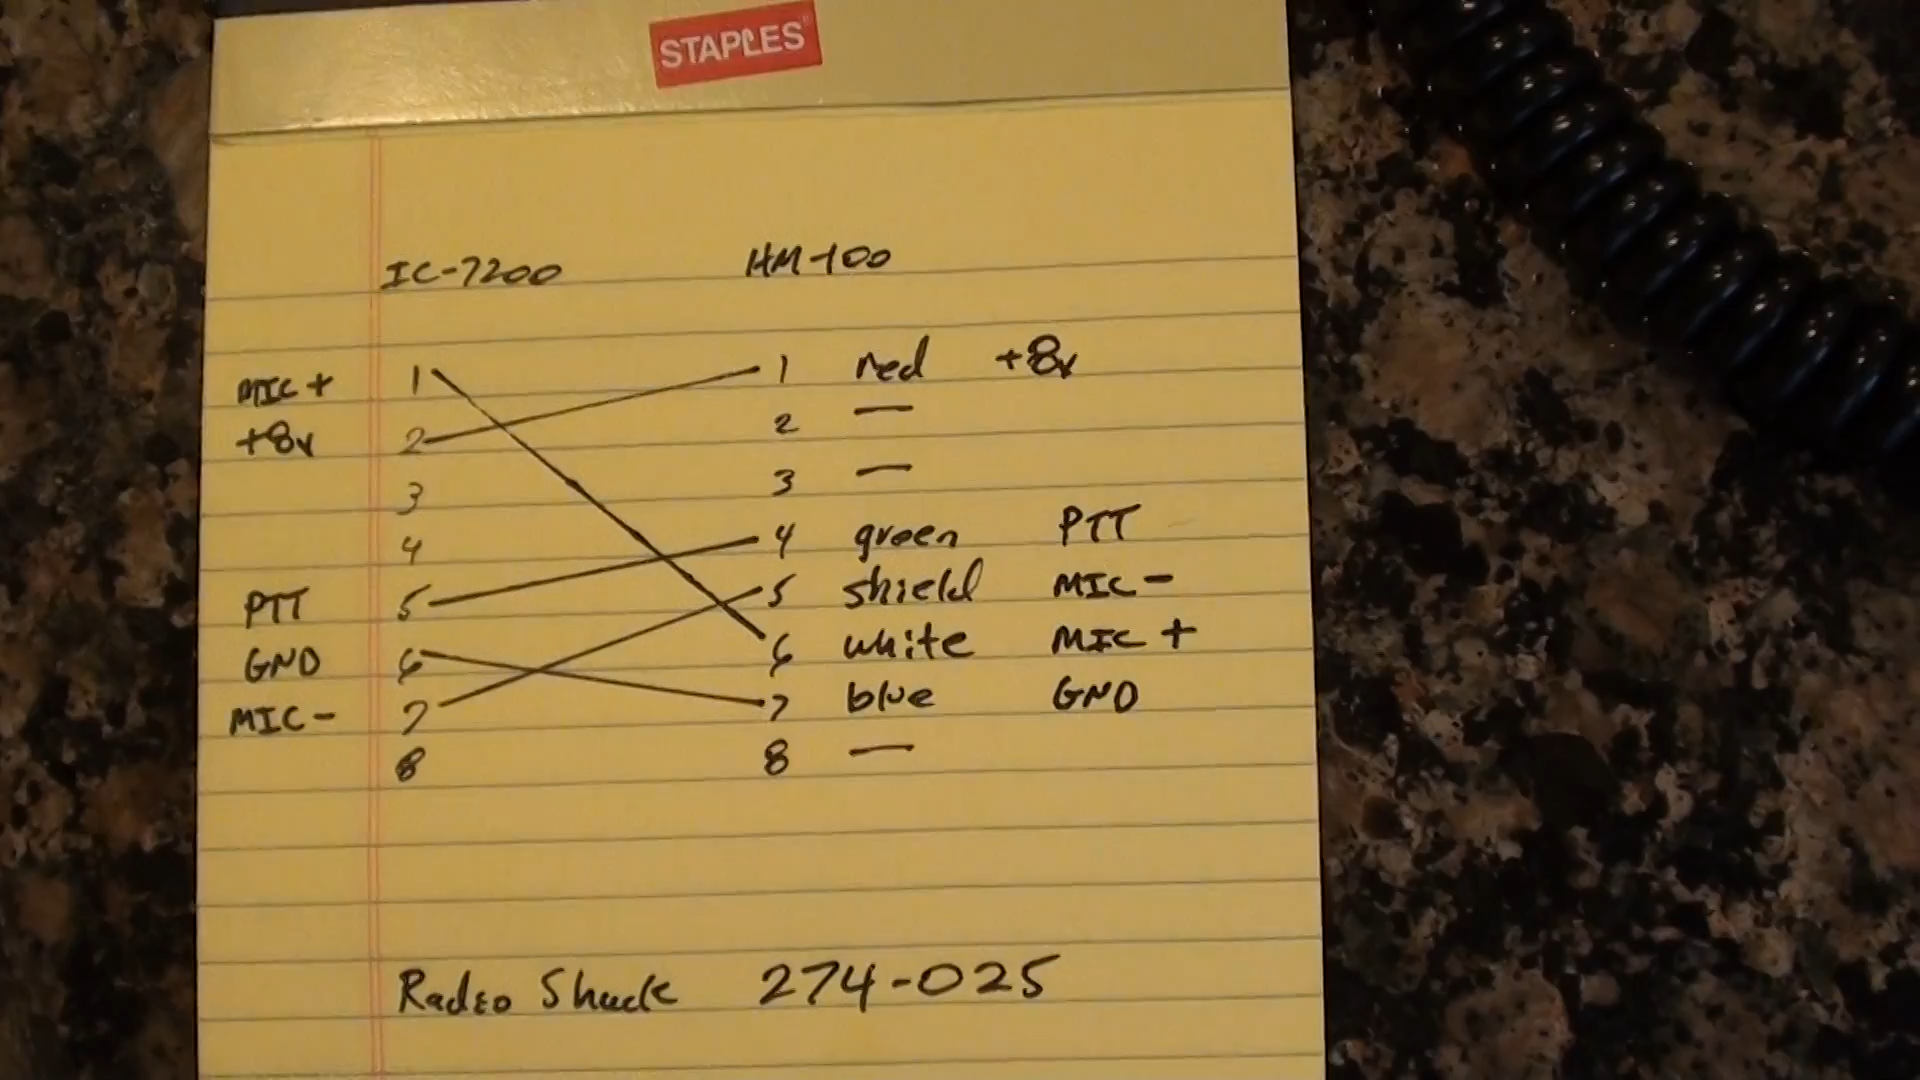 STAPLES
IC-7200 HM-100
MIC + 1 1 red +8v
+8v 2 2 —
3 3 —
4 4 green PTT
PTT 5 5 shield MIC -
GND 6 6 white MIC +
MIC - 7 7 blue GND
8 8 —
Radio Shack 274-025